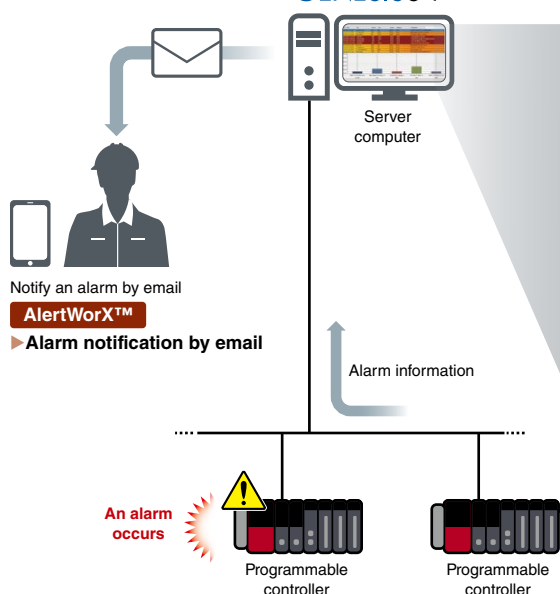 Server
computer
Notify an alarm by email
AlertWorX™
▶Alarm notification by email
Alarm information
An alarm
occurs
Programmable
controller
Programmable
controller